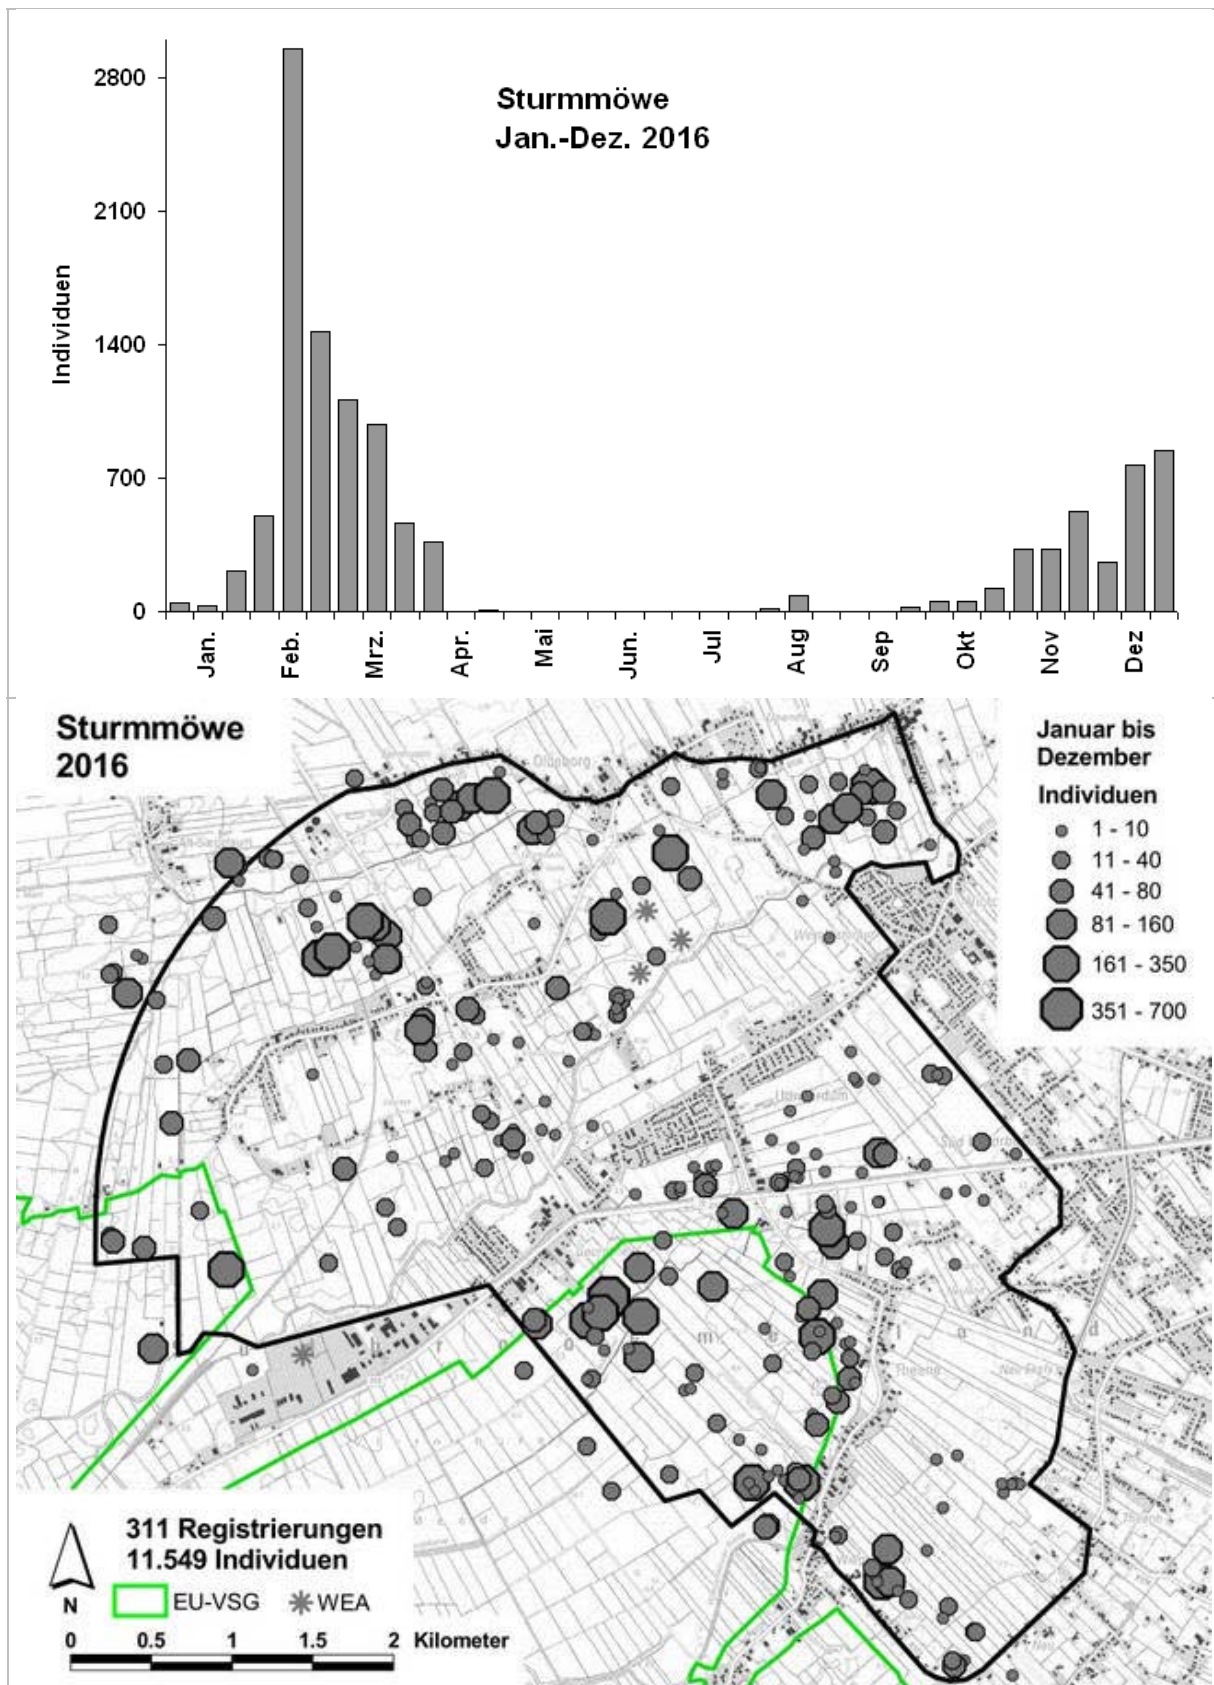 Sturmmöwe
Jan.-Dez. 2016
Individuen
2800
2100
1400
700
0
Jan.
Feb.
Mrz.
Apr.
Mai
Jun.
Jul
Aug
Sep
Okt
Nov
Dez
Sturmmöwe
2016
Januar bis
Dezember
Individuen
1 - 10
11 - 40
41 - 80
81 - 160
161 - 350
351 - 700
311 Registrierungen
11.549 Individuen
EU-VSG
WEA
N
0 0.5 1 1.5 2 Kilometer